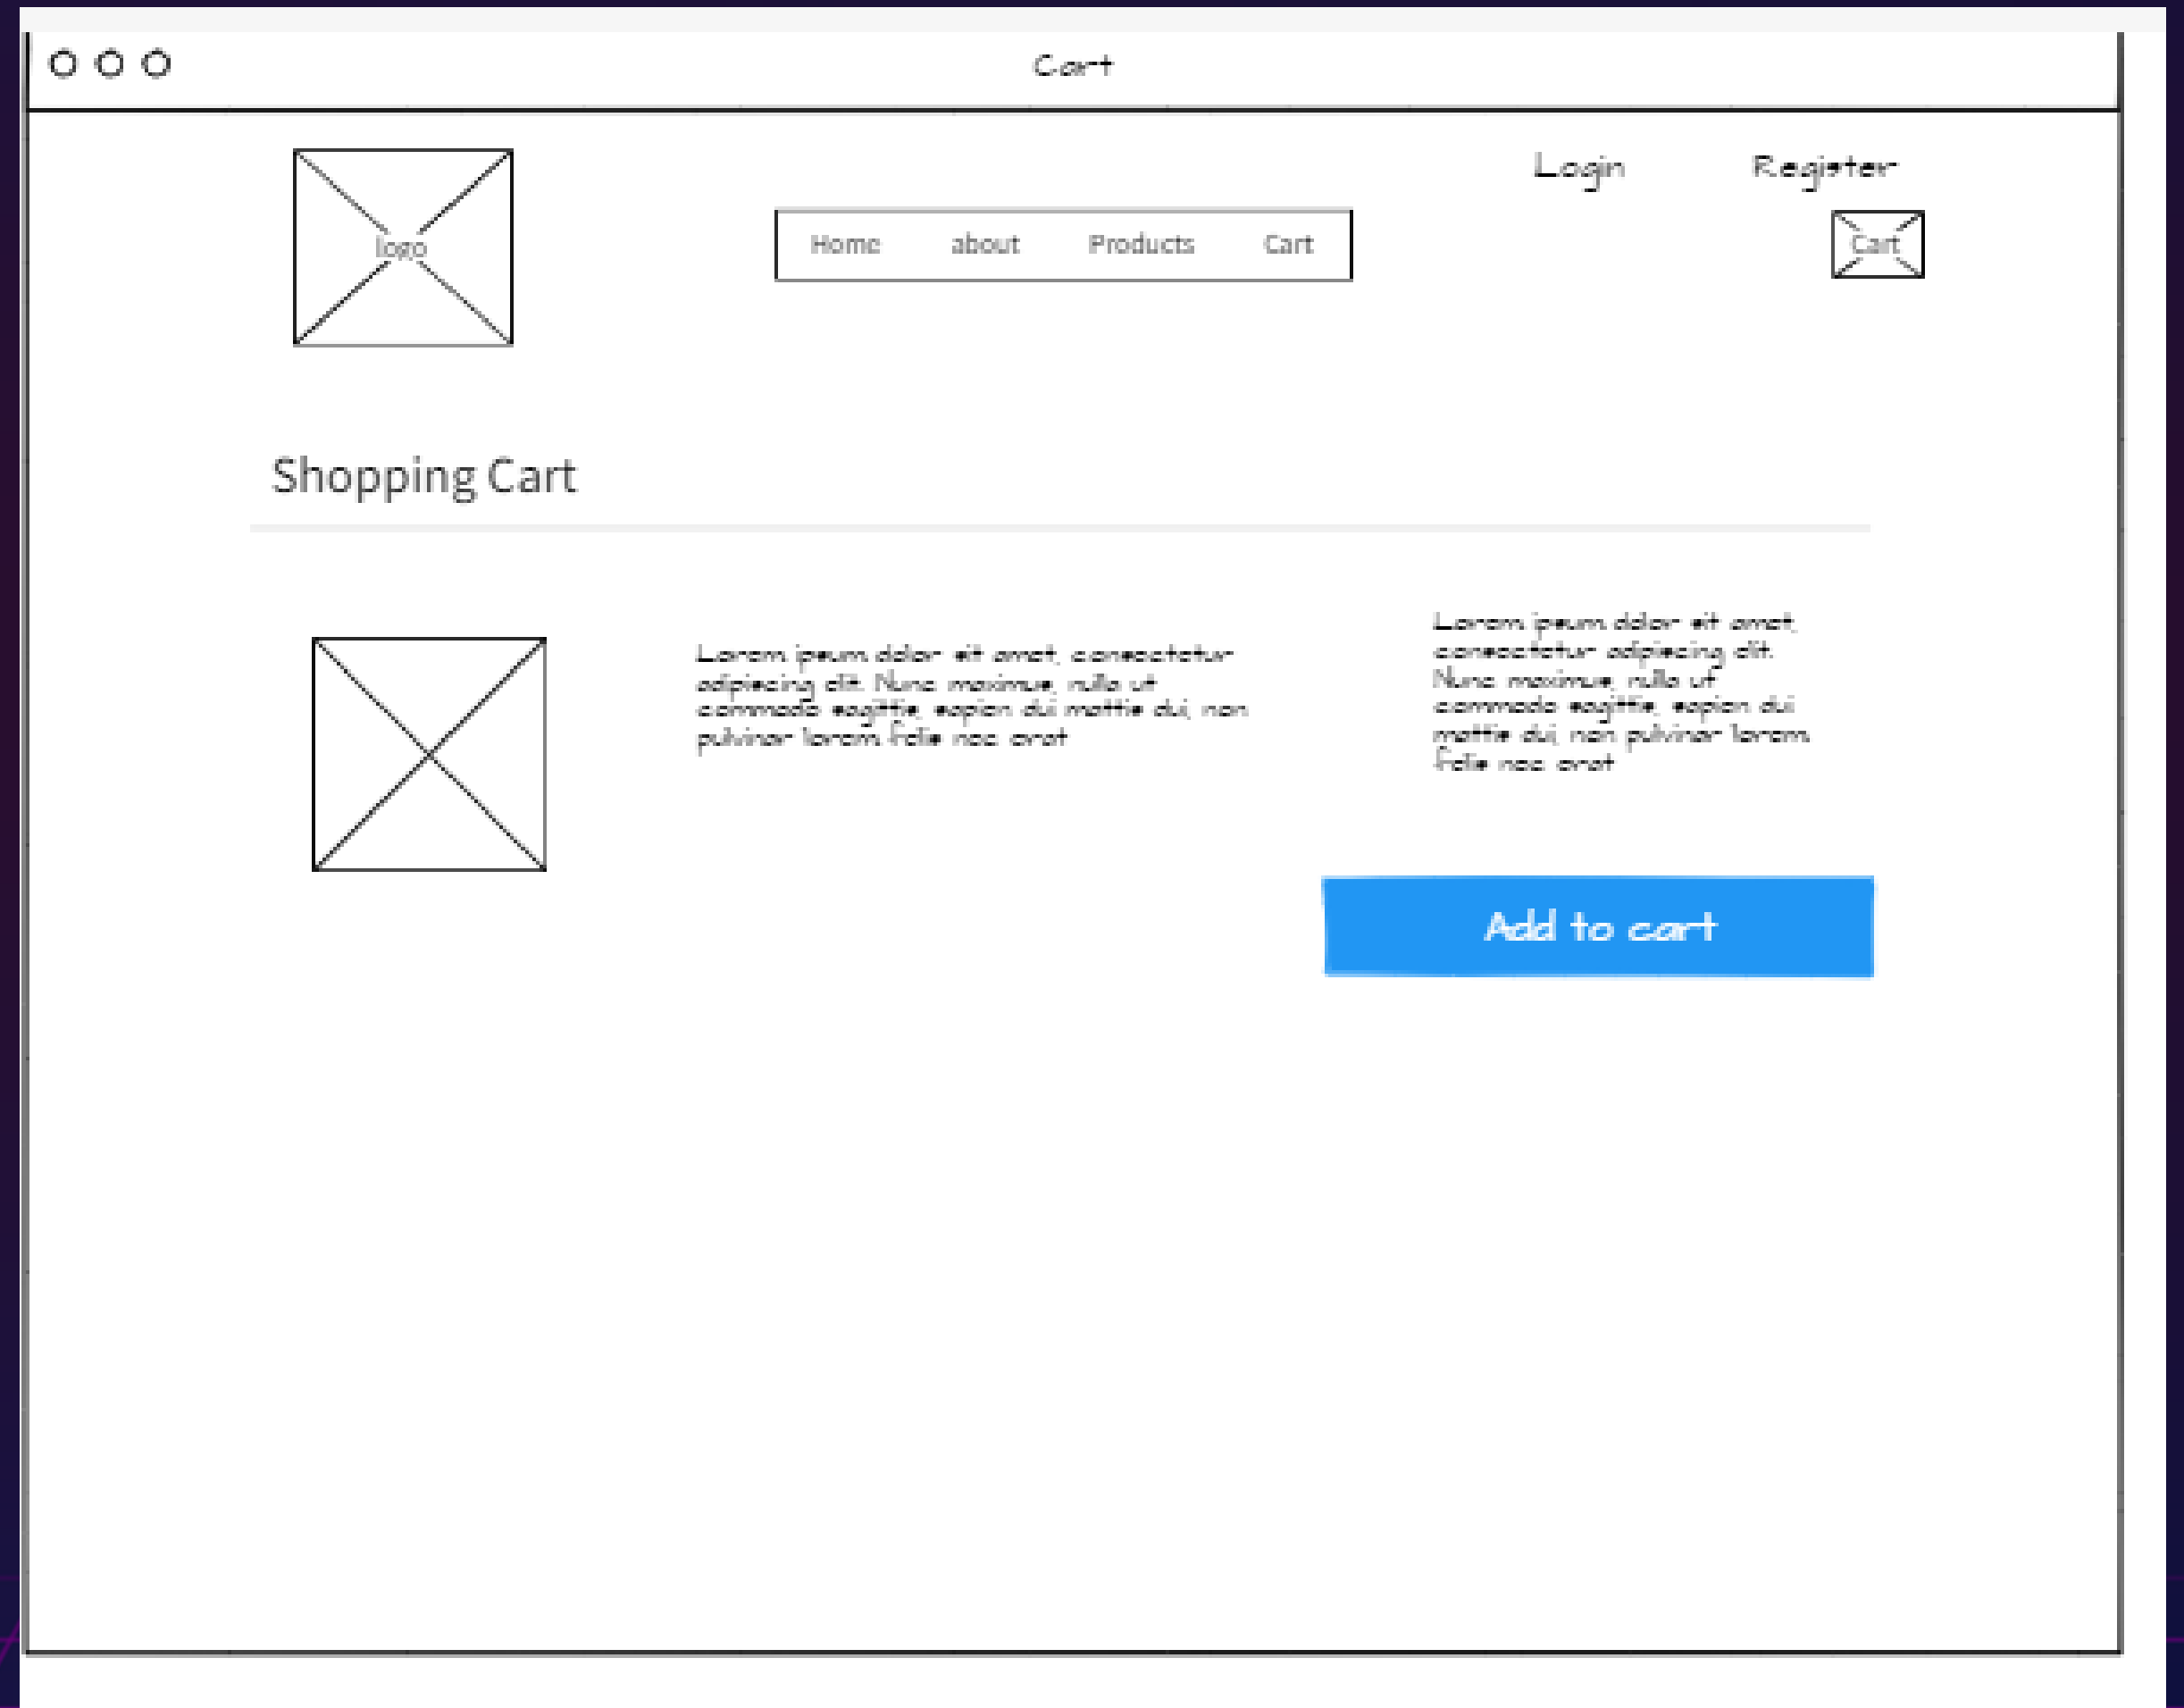 Cart
Login Register
logo
Home about Products Cart
Cart
Shopping Cart
Lorem ipsum dolor sit amet, consectetur
adipiscing elit. Nunc maximus, nulla ut
commodo sagittis, sapien dui mattis dui, non
pulvinar lorem felis nec erat
Lorem ipsum dolor sit amet,
consectetur adipiscing elit.
Nunc maximus, nulla ut
commodo sagittis, sapien dui
mattis dui, non pulvinar lorem
felis nec erat
Add to cart